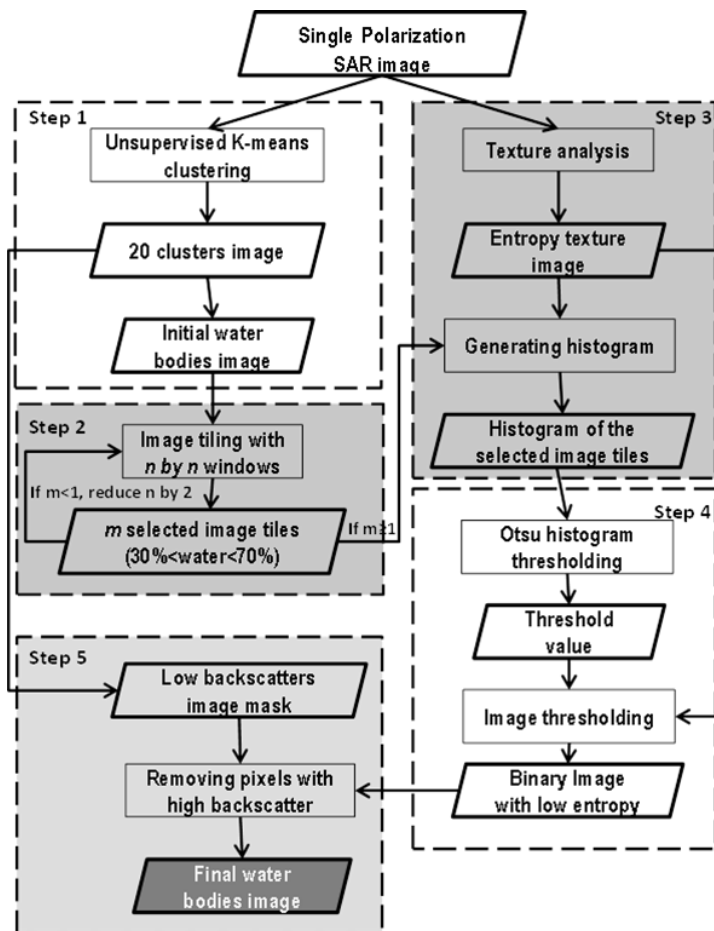 Single Polarization
SAR image
Step 1
Unsupervised K-means
clustering
20 clusters image
Initial water
bodies image
Step 2
Image tiling with
n by n windows
If m<1, reduce n by 2
m selected image tiles
(30%<water<70%)
If m≥1
Step 3
Texture analysis
Entropy texture
image
Generating histogram
Histogram of the
selected image tiles
Step 4
Otsu histogram
thresholding
Threshold
value
Image thresholding
Binary Image
with low entropy
Step 5
Low backscatters
image mask
Removing pixels with
high backscatter
Final water
bodies image